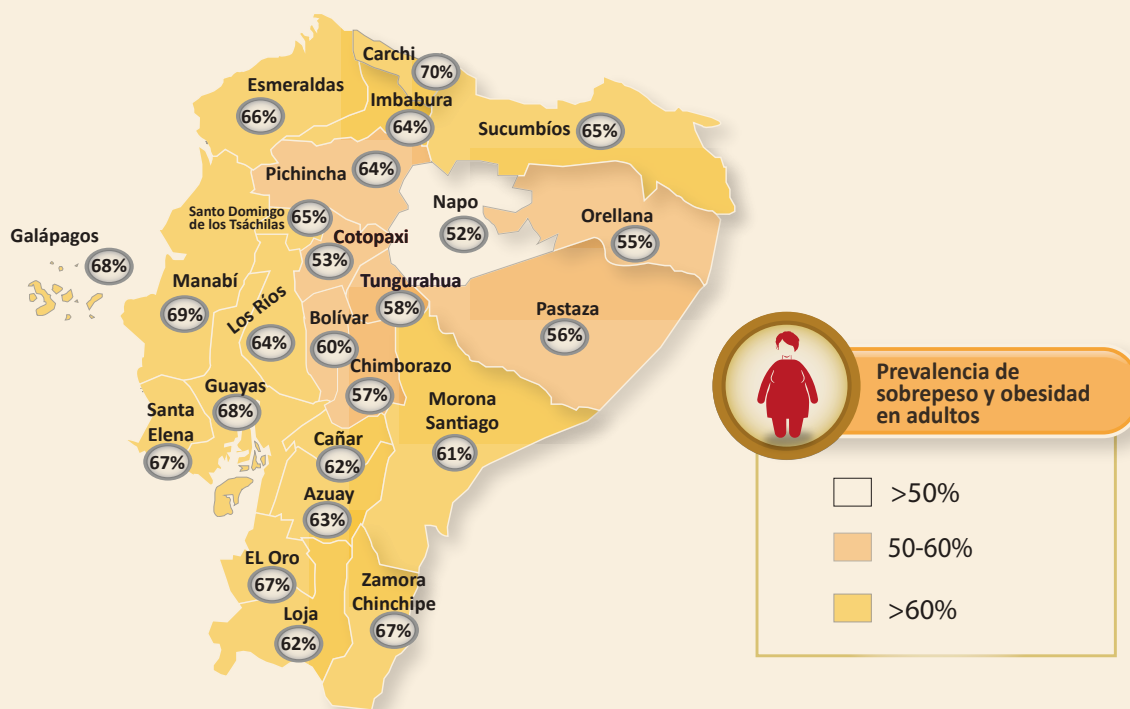 Carchi
70%
Esmeraldas
66%
Imbabura
64%
Sucumbíos
65%
Pichincha
64%
Napo
52%
Orellana
55%
Santo Domingo
de los Tsáchilas
65%
Cotopaxi
53%
Galápagos
68%
Manabí
69%
Los Ríos
64%
Tungurahua
58%
Bolívar
60%
Pastaza
56%
Chimborazo
57%
Guayas
68%
Santa
Elena
67%
Morona
Santiago
61%
Cañar
62%
Azuay
63%
EL Oro
67%
Loja
62%
Zamora
Chinchipe
67%
Prevalencia de
sobrepeso y obesidad
en adultos
>50%
50-60%
>60%